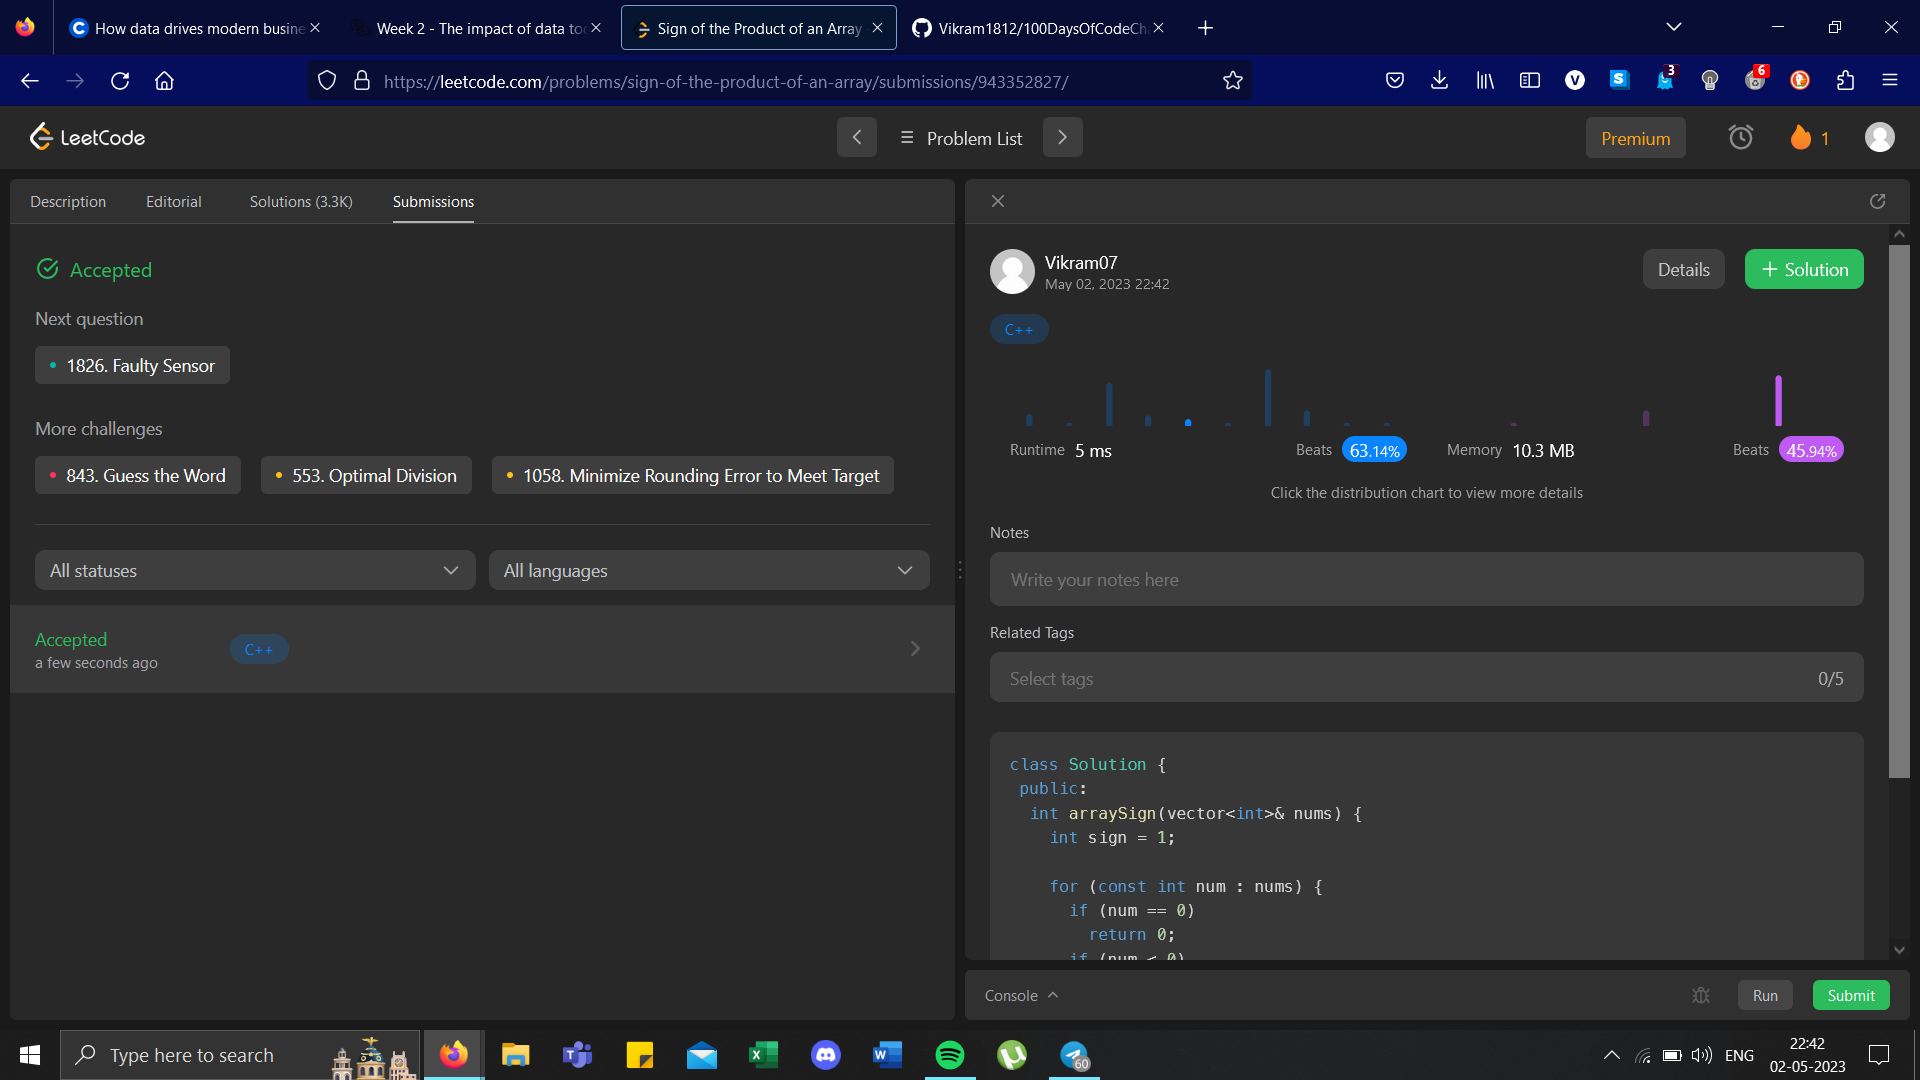 How data drives modern busine
Week 2 - The impact of data to
Sign of the Product of an Array
Vikram1812/100DaysOfCodeCh
https://leetcode.com/problems/sign-of-the-product-of-an-array/submissions/943352827/
V
S
3
6
LeetCode
Problem List
Premium
1
Description
Editorial
Solutions (3.3K)
Submissions
Accepted
Next question
1826. Faulty Sensor
More challenges
843. Guess the Word
553. Optimal Division
1058. Minimize Rounding Error to Meet Target
All statuses
All languages
Accepted
a few seconds ago
C++
Vikram07
May 02, 2023 22:42
Details
+ Solution
C++
Runtime 5 ms
Beats 63.14%
Memory 10.3 MB
Beats 45.94%
Click the distribution chart to view more details
Notes
Write your notes here
Related Tags
Select tags
0/5
class Solution {
public:
int arraySign(vector<int>& nums) {
int sign = 1;
for (const int num : nums) {
if (num == 0)
return 0;
if (num < 0)
Console
Run
Submit
Type here to search
60
ENG
22:42
02-05-2023